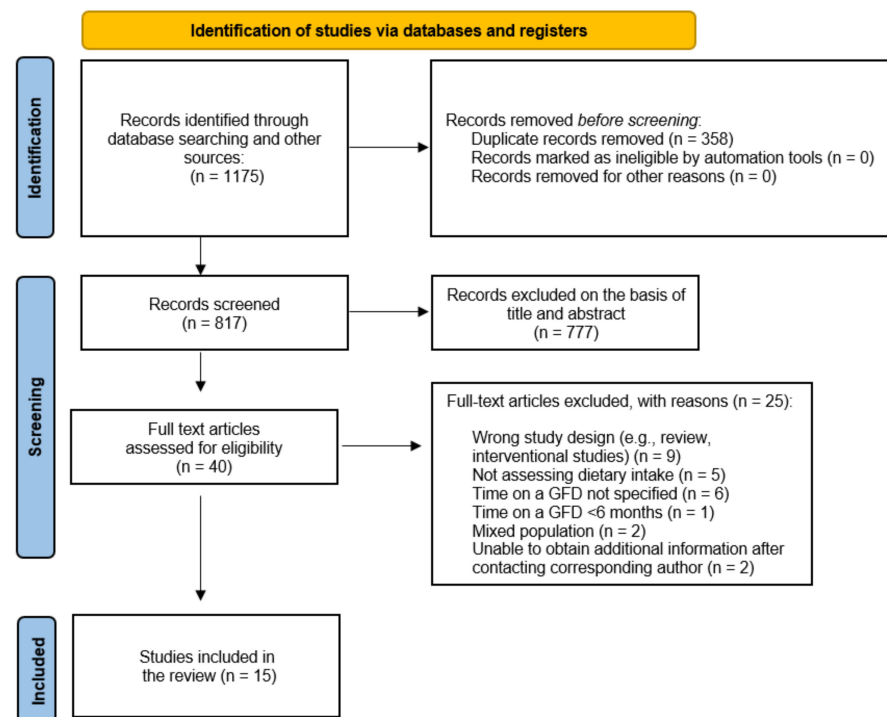 Identification of studies via databases and registers
Identification
Records identified through
database searching and other
sources:
(n = 1175)
Records removed before screening:
Duplicate records removed (n = 358)
Records marked as ineligible by automation tools (n = 0)
Records removed for other reasons (n = 0)
Screening
Records screened
(n = 817)
Records excluded on the basis of
title and abstract
(n = 777)
Full text articles
assessed for eligibility
(n = 40)
Full-text articles excluded, with reasons (n = 25):
Wrong study design (e.g., review,
interventional studies) (n = 9)
Not assessing dietary intake (n = 5)
Time on a GFD not specified (n = 6)
Time on a GFD <6 months (n = 1)
Mixed population (n = 2)
Unable to obtain additional information after
contacting corresponding author (n = 2)
Included
Studies included in
the review (n = 15)